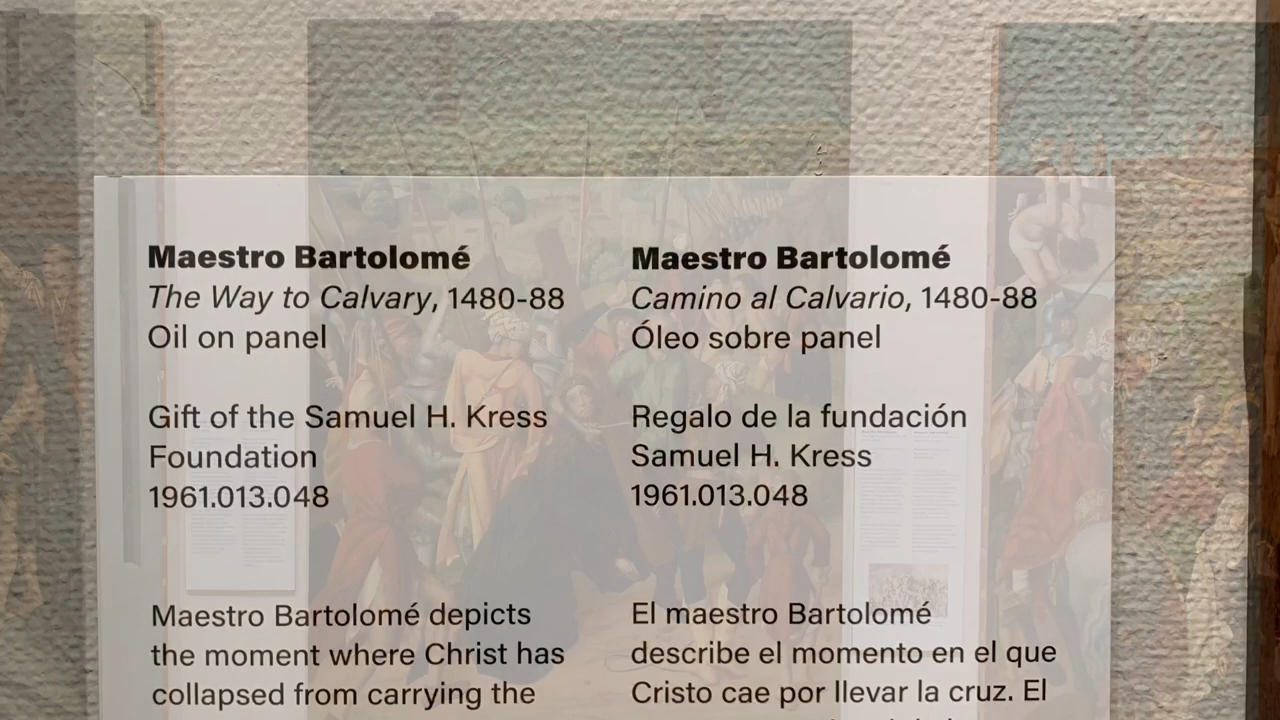 Maestro Bartolomé
The Way to Calvary, 1480-88
Oil on panel
Gift of the Samuel H. Kress
Foundation
1961.013.048
Maestro Bartolomé depicts
the moment where Christ has
collapsed from carrying the
Maestro Bartolomé
Camino al Calvario, 1480-88
Óleo sobre panel
Regalo de la fundación
Samuel H. Kress
1961.013.048
El maestro Bartolomé
describe el momento en el que
Cristo cae por llevar la cruz. El